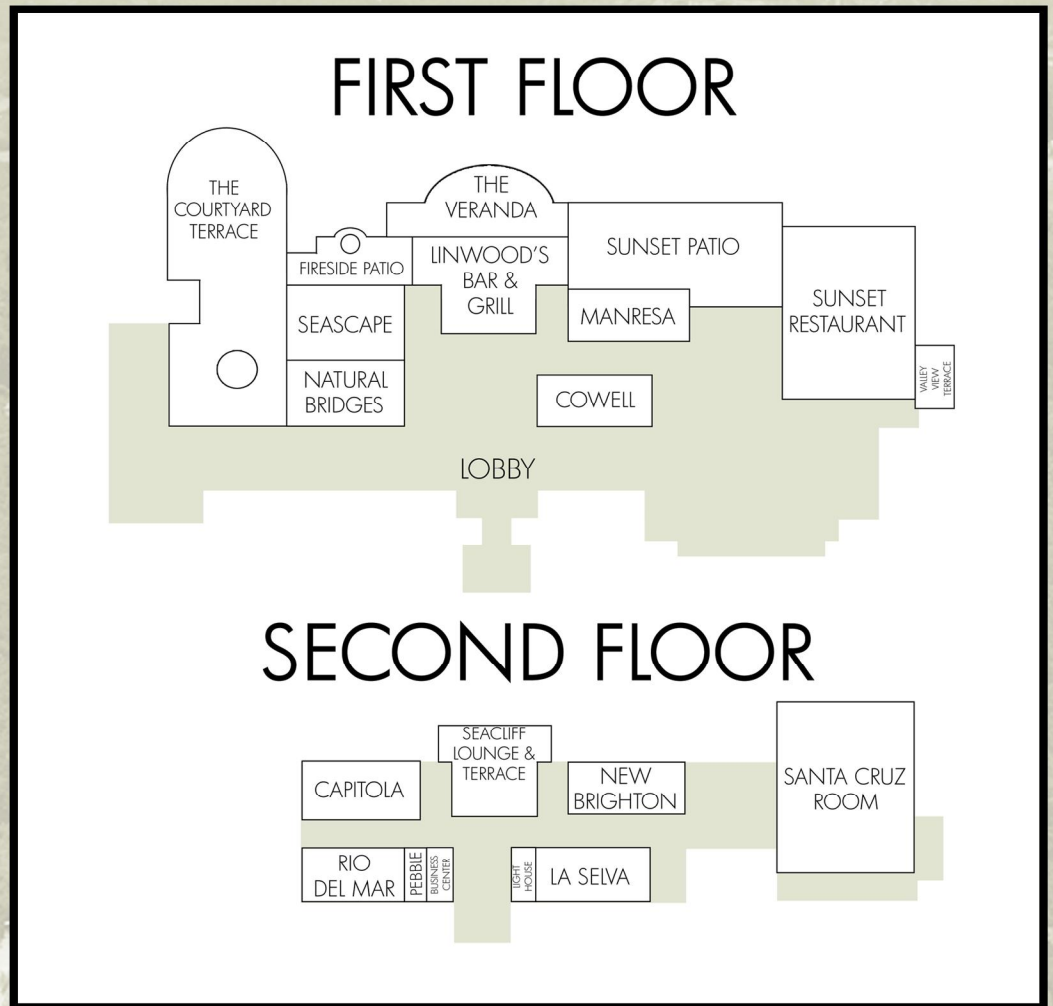 FIRST FLOOR
THE
COURTYARD
TERRACE
THE
VERANDA
FIRESIDE PATIO
LINWOOD'S
BAR &
GRILL
SUNSET PATIO
SEASCAPE
MANRESA
SUNSET
RESTAURANT
VALLEY
VIEW
TERRACE
NATURAL
BRIDGES
COWELL
LOBBY
SECOND FLOOR
SEACLIFF
LOUNGE &
TERRACE
CAPITOLA
NEW
BRIGHTON
SANTA CRUZ
ROOM
RIO
DEL MAR
PEBBLE
BUSINESS
CENTER
LIGHT
HOUSE
LA SELVA